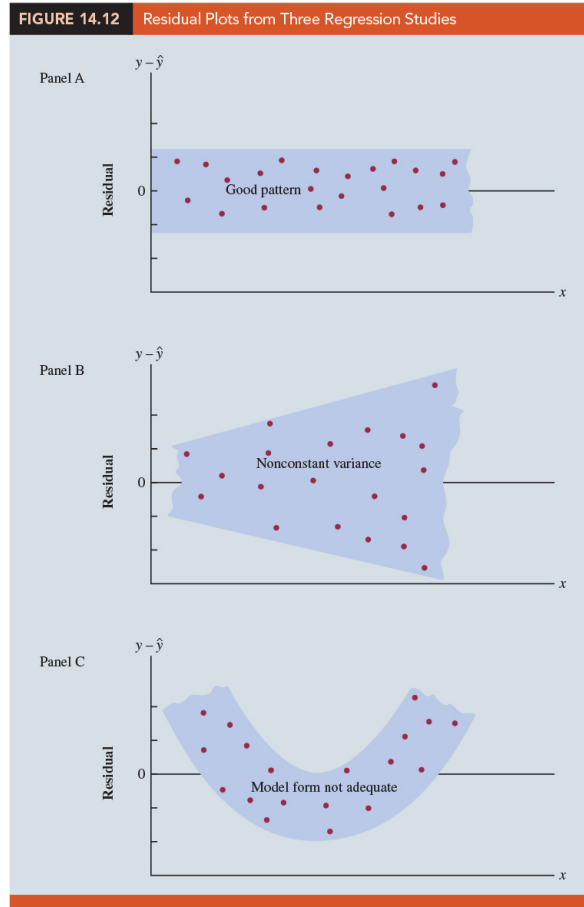 FIGURE 14.12 Residual Plots from Three Regression Studies
Panel A
y − ŷ
Residual
0
Good pattern
x
Panel B
y − ŷ
Residual
0
Nonconstant variance
x
Panel C
y − ŷ
Residual
0
Model form not adequate
x